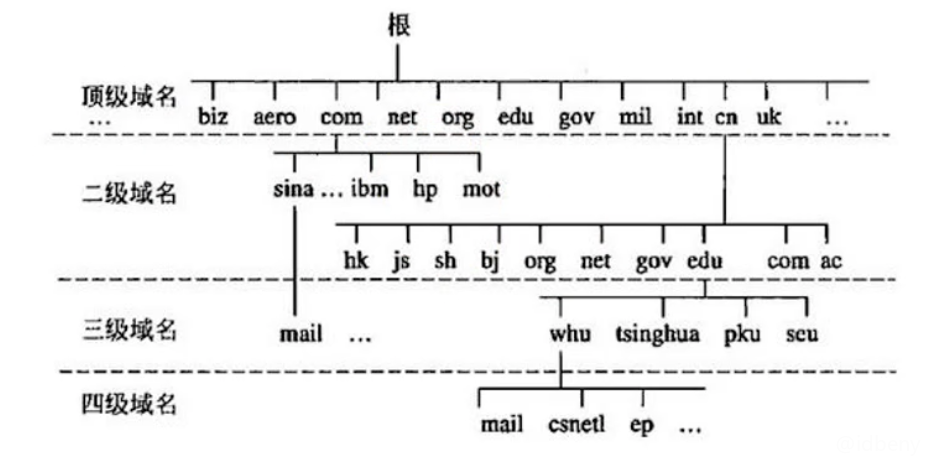 根
顶级域名
biz aero com net org edu gov mil int cn uk ...
...
二级域名
sina ... ibm hp mot
hk js sh bj org net gov edu com ac
三级域名
mail ... whu tsinghua pku scu
四级域名
mail csnetl ep ...